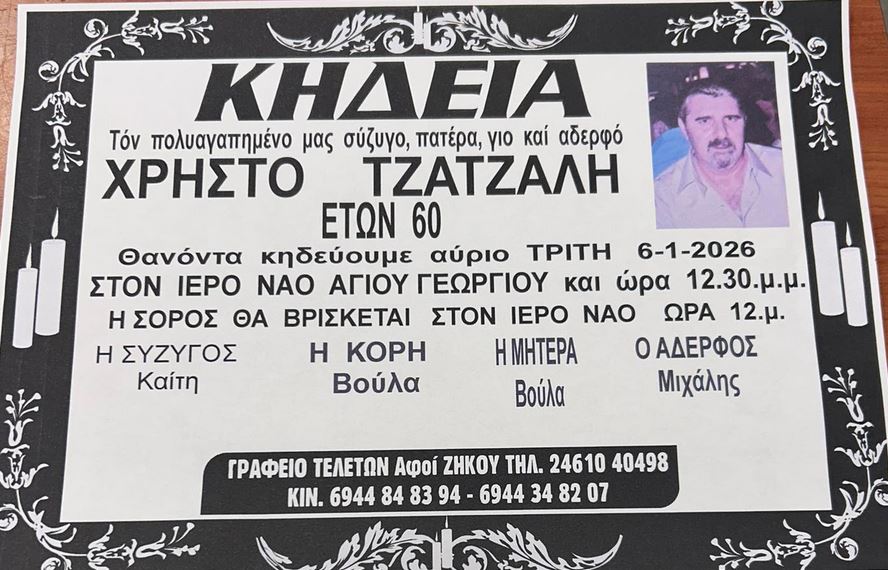 ΚΗΔΕΙΑ
Τόν πολυαγαπημένο μας σύζυγο, πατέρα, γιο καί αδερφό
ΧΡΗΣΤΟ ΤΖΑΤΖΑΛΗ
ΕΤΩΝ 60
Θανόντα κηδεύουμε αύριο ΤΡΙΤΗ 6-1-2026
ΣΤΟΝ ΙΕΡΟ ΝΑΟ ΑΓΙΟΥ ΓΕΩΡΓΙΟΥ και ώρα 12.30.μ.μ.
Η ΣΟΡΟΣ ΘΑ ΒΡΙΣΚΕΤΑΙ ΣΤΟΝ ΙΕΡΟ ΝΑΟ ΩΡΑ 12.μ.
Η ΣΥΖΥΓΟΣ Η ΚΟΡΗ Η ΜΗΤΕΡΑ Ο ΑΔΕΡΦΟΣ
Καίτη Βούλα Βούλα Μιχάλης
ΓΡΑΦΕΙΟ ΤΕΛΕΤΩΝ Αφοί ΖΗΚΟΥ ΤΗΛ. 24610 40498
ΚΙΝ. 6944 84 83 94 - 6944 34 82 07